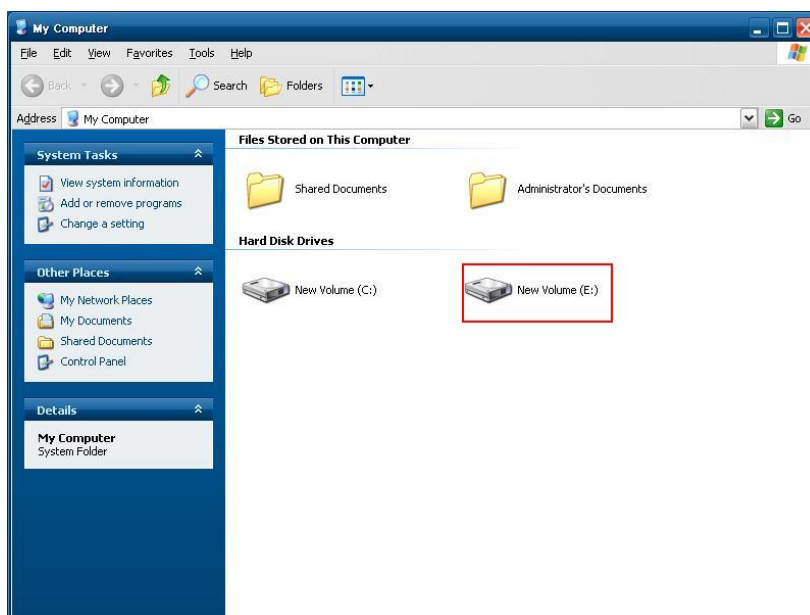 My Computer
File Edit View Favorites Tools Help
Back Search Folders
Address My Computer Go
System Tasks
View system information
Add or remove programs
Change a setting
Other Places
My Network Places
My Documents
Shared Documents
Control Panel
Details
My Computer
System Folder
Files Stored on This Computer
Shared Documents Administrator's Documents
Hard Disk Drives
New Volume (C:) New Volume (E:)